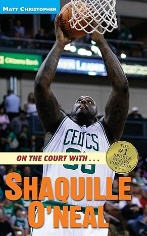 MATT CHRISTOPHER
ON THE COURT WITH . . .
SHAQUILLE
O'NEAL
CELTICS